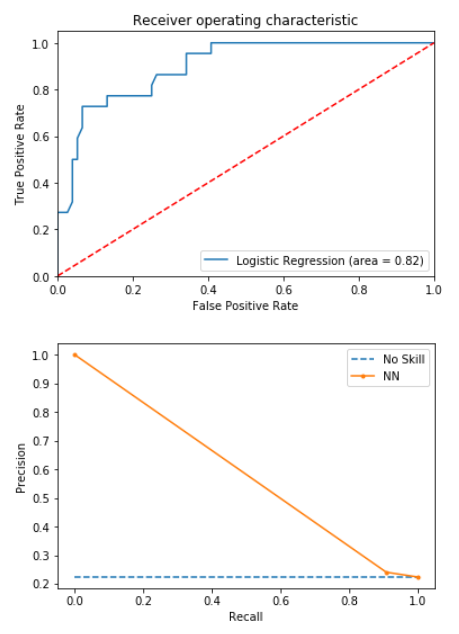 Receiver operating characteristic
1.0
0.8
0.6
0.4
0.2
0.0
True Positive Rate
Logistic Regression (area = 0.82)
0.0 0.2 0.4 0.6 0.8 1.0
False Positive Rate
1.0
0.9
0.8
0.7
0.6
0.5
0.4
0.3
0.2
Precision
No Skill
NN
0.0 0.2 0.4 0.6 0.8 1.0
Recall